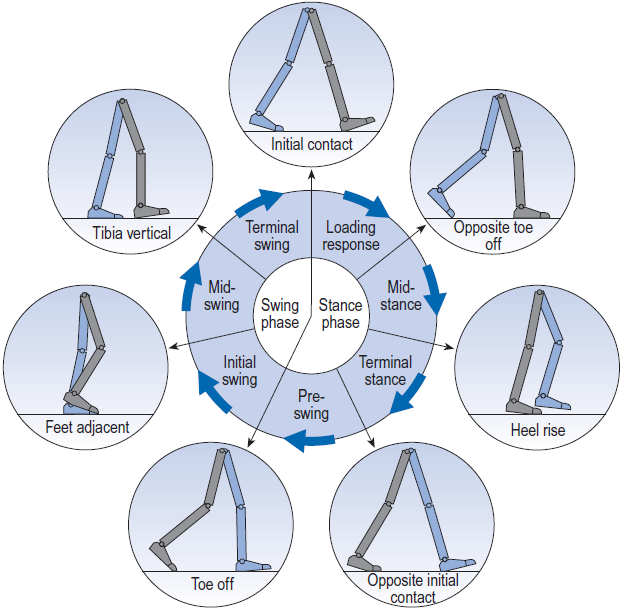 Initial contact
Opposite toe
off
Heel rise
Opposite initial
contact
Toe off
Feet adjacent
Tibia vertical
Loading
response
Mid-
stance
Terminal
stance
Pre-
swing
Initial
swing
Mid-
swing
Terminal
swing
Swing
phase
Stance
phase